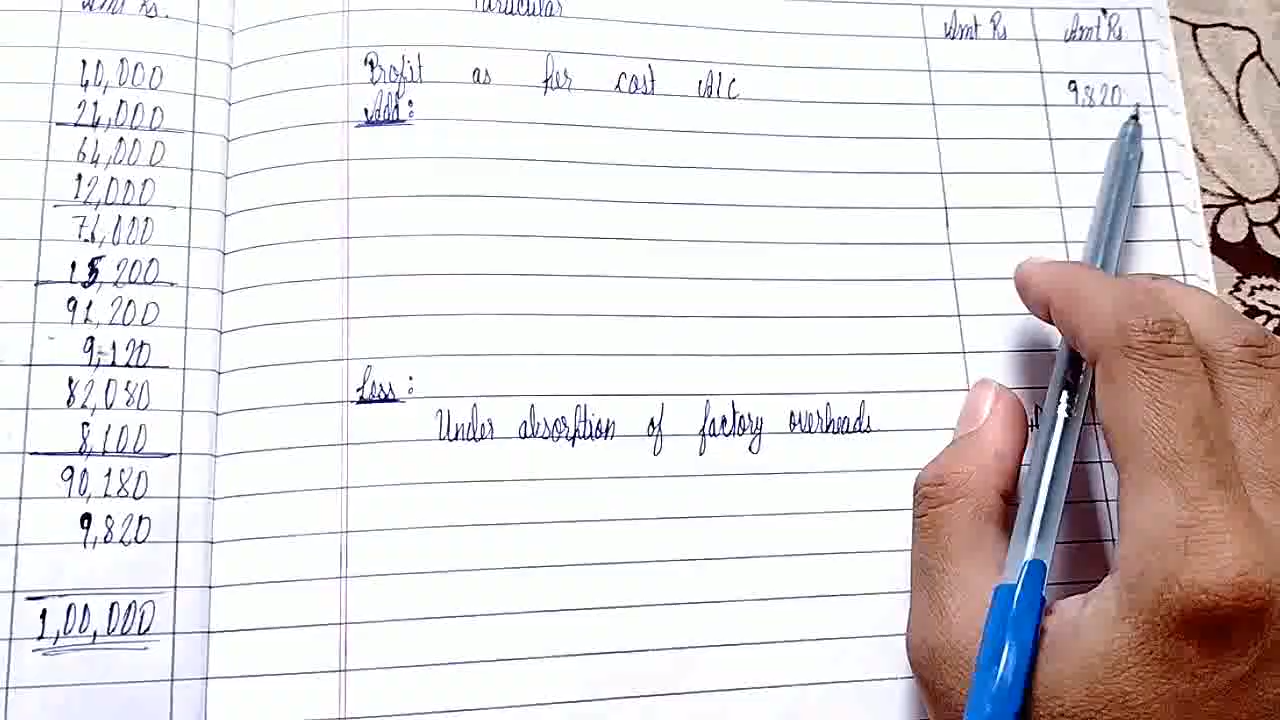 Amt Rs.
40,000
24,000
64,000
12,000
76,000
15,200
91,200
9,120
82,080
8,100
90,180
9,820
1,00,000
Particular
Amt Rs
Amt Rs
Profit as per cost A/C
9,820
Add:
Less:
Under absorption of factory overheads